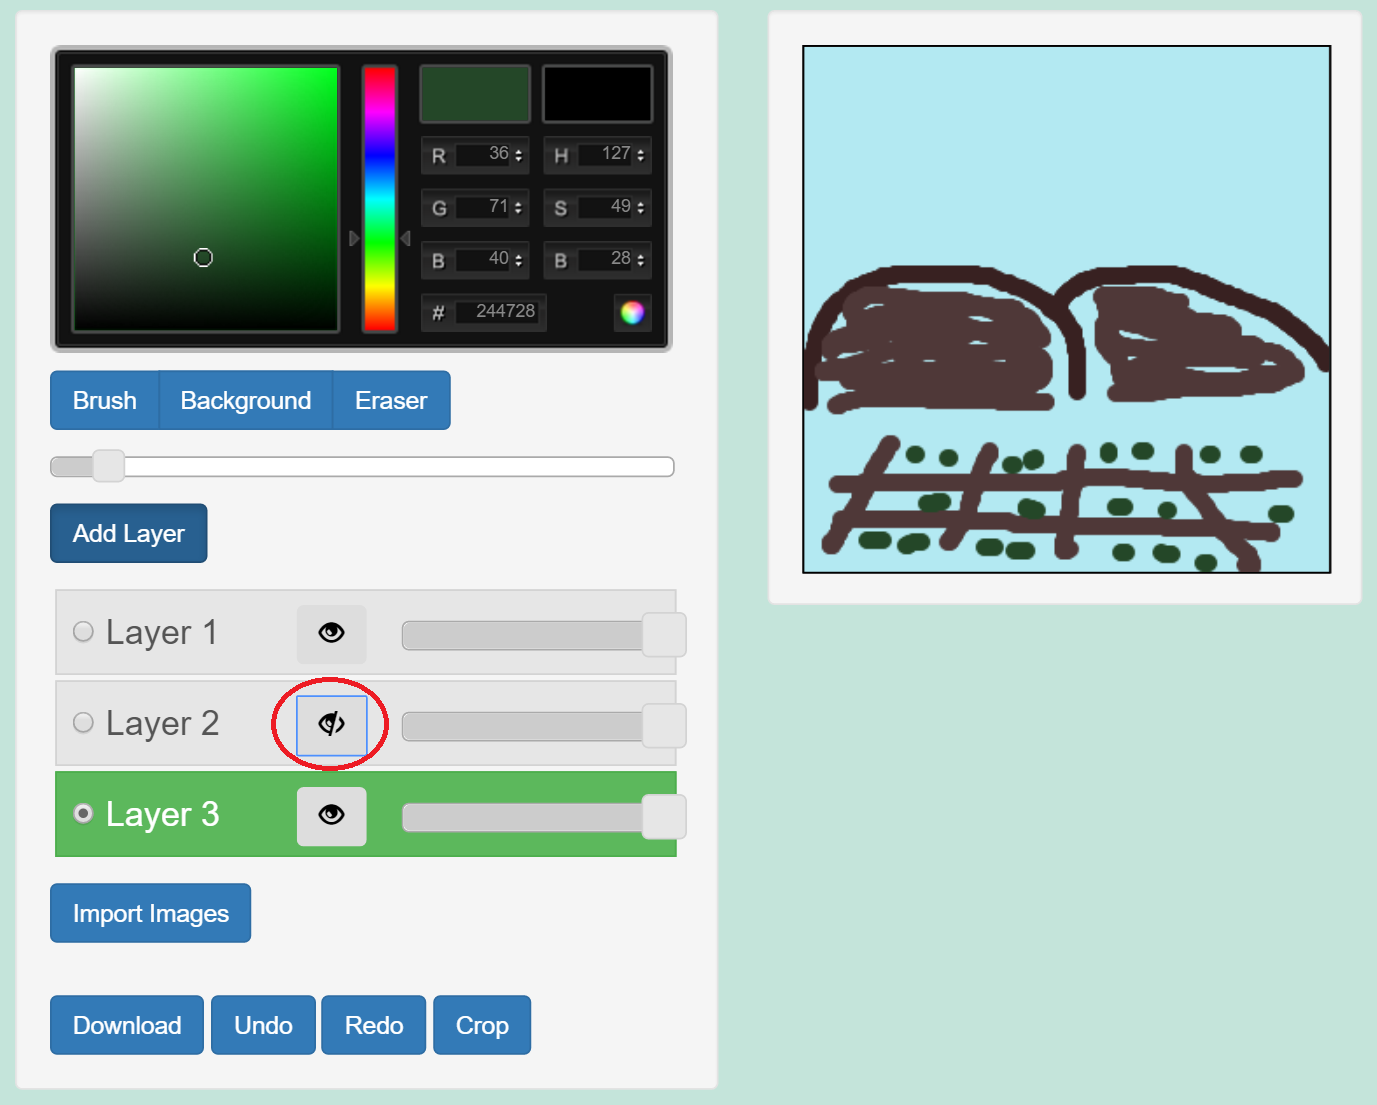 R 36 H 127
G 71 S 49
B 40 B 28
# 244728
Brush Background Eraser
Add Layer
Layer 1
Layer 2
Layer 3
Import Images
Download Undo Redo Crop